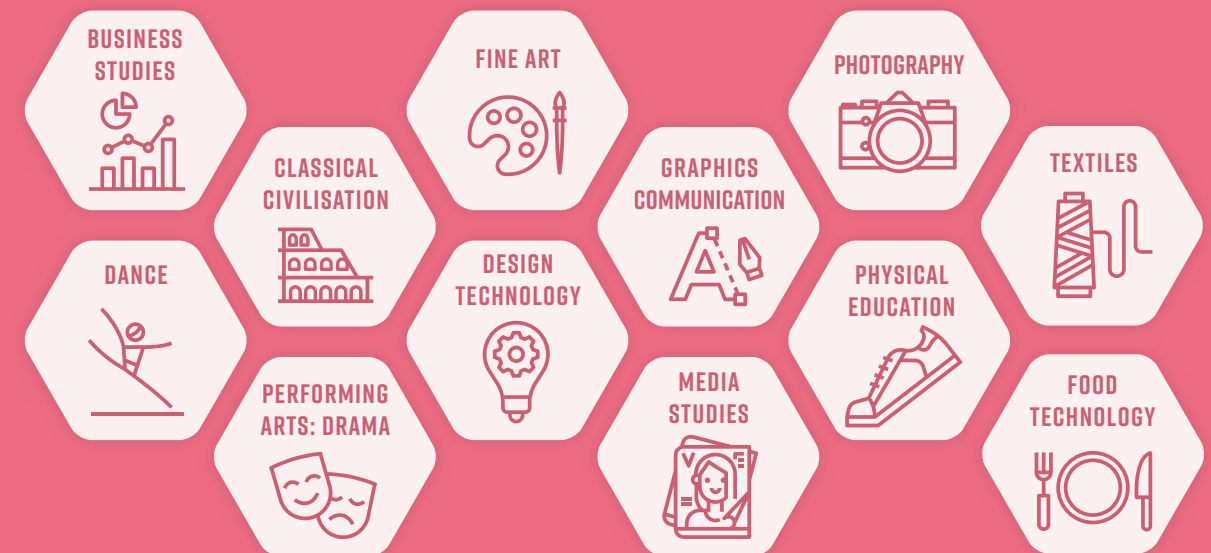 BUSINESS
STUDIES
FINE ART
PHOTOGRAPHY
CLASSICAL
CIVILISATION
GRAPHICS
COMMUNICATION
TEXTILES
DANCE
DESIGN
TECHNOLOGY
PHYSICAL
EDUCATION
PERFORMING
ARTS: DRAMA
MEDIA
STUDIES
FOOD
TECHNOLOGY